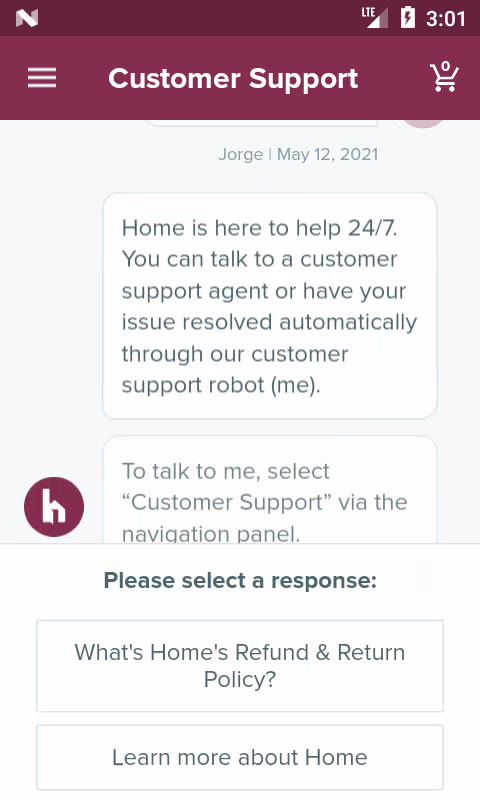 LTE
3:01
Customer Support
0
Jorge | May 12, 2021
Home is here to help 24/7.
You can talk to a customer
support agent or have your
issue resolved automatically
through our customer
support robot (me).
To talk to me, select
“Customer Support” via the
navigation panel.
h
Please select a response:
What's Home's Refund & Return
Policy?
Learn more about Home